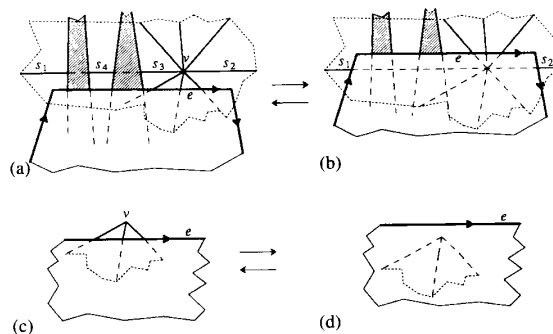 s₁ s₄ s₃ v s₂
e
(a)
s₁ e s₂
(b)
v e
(c)
e
(d)